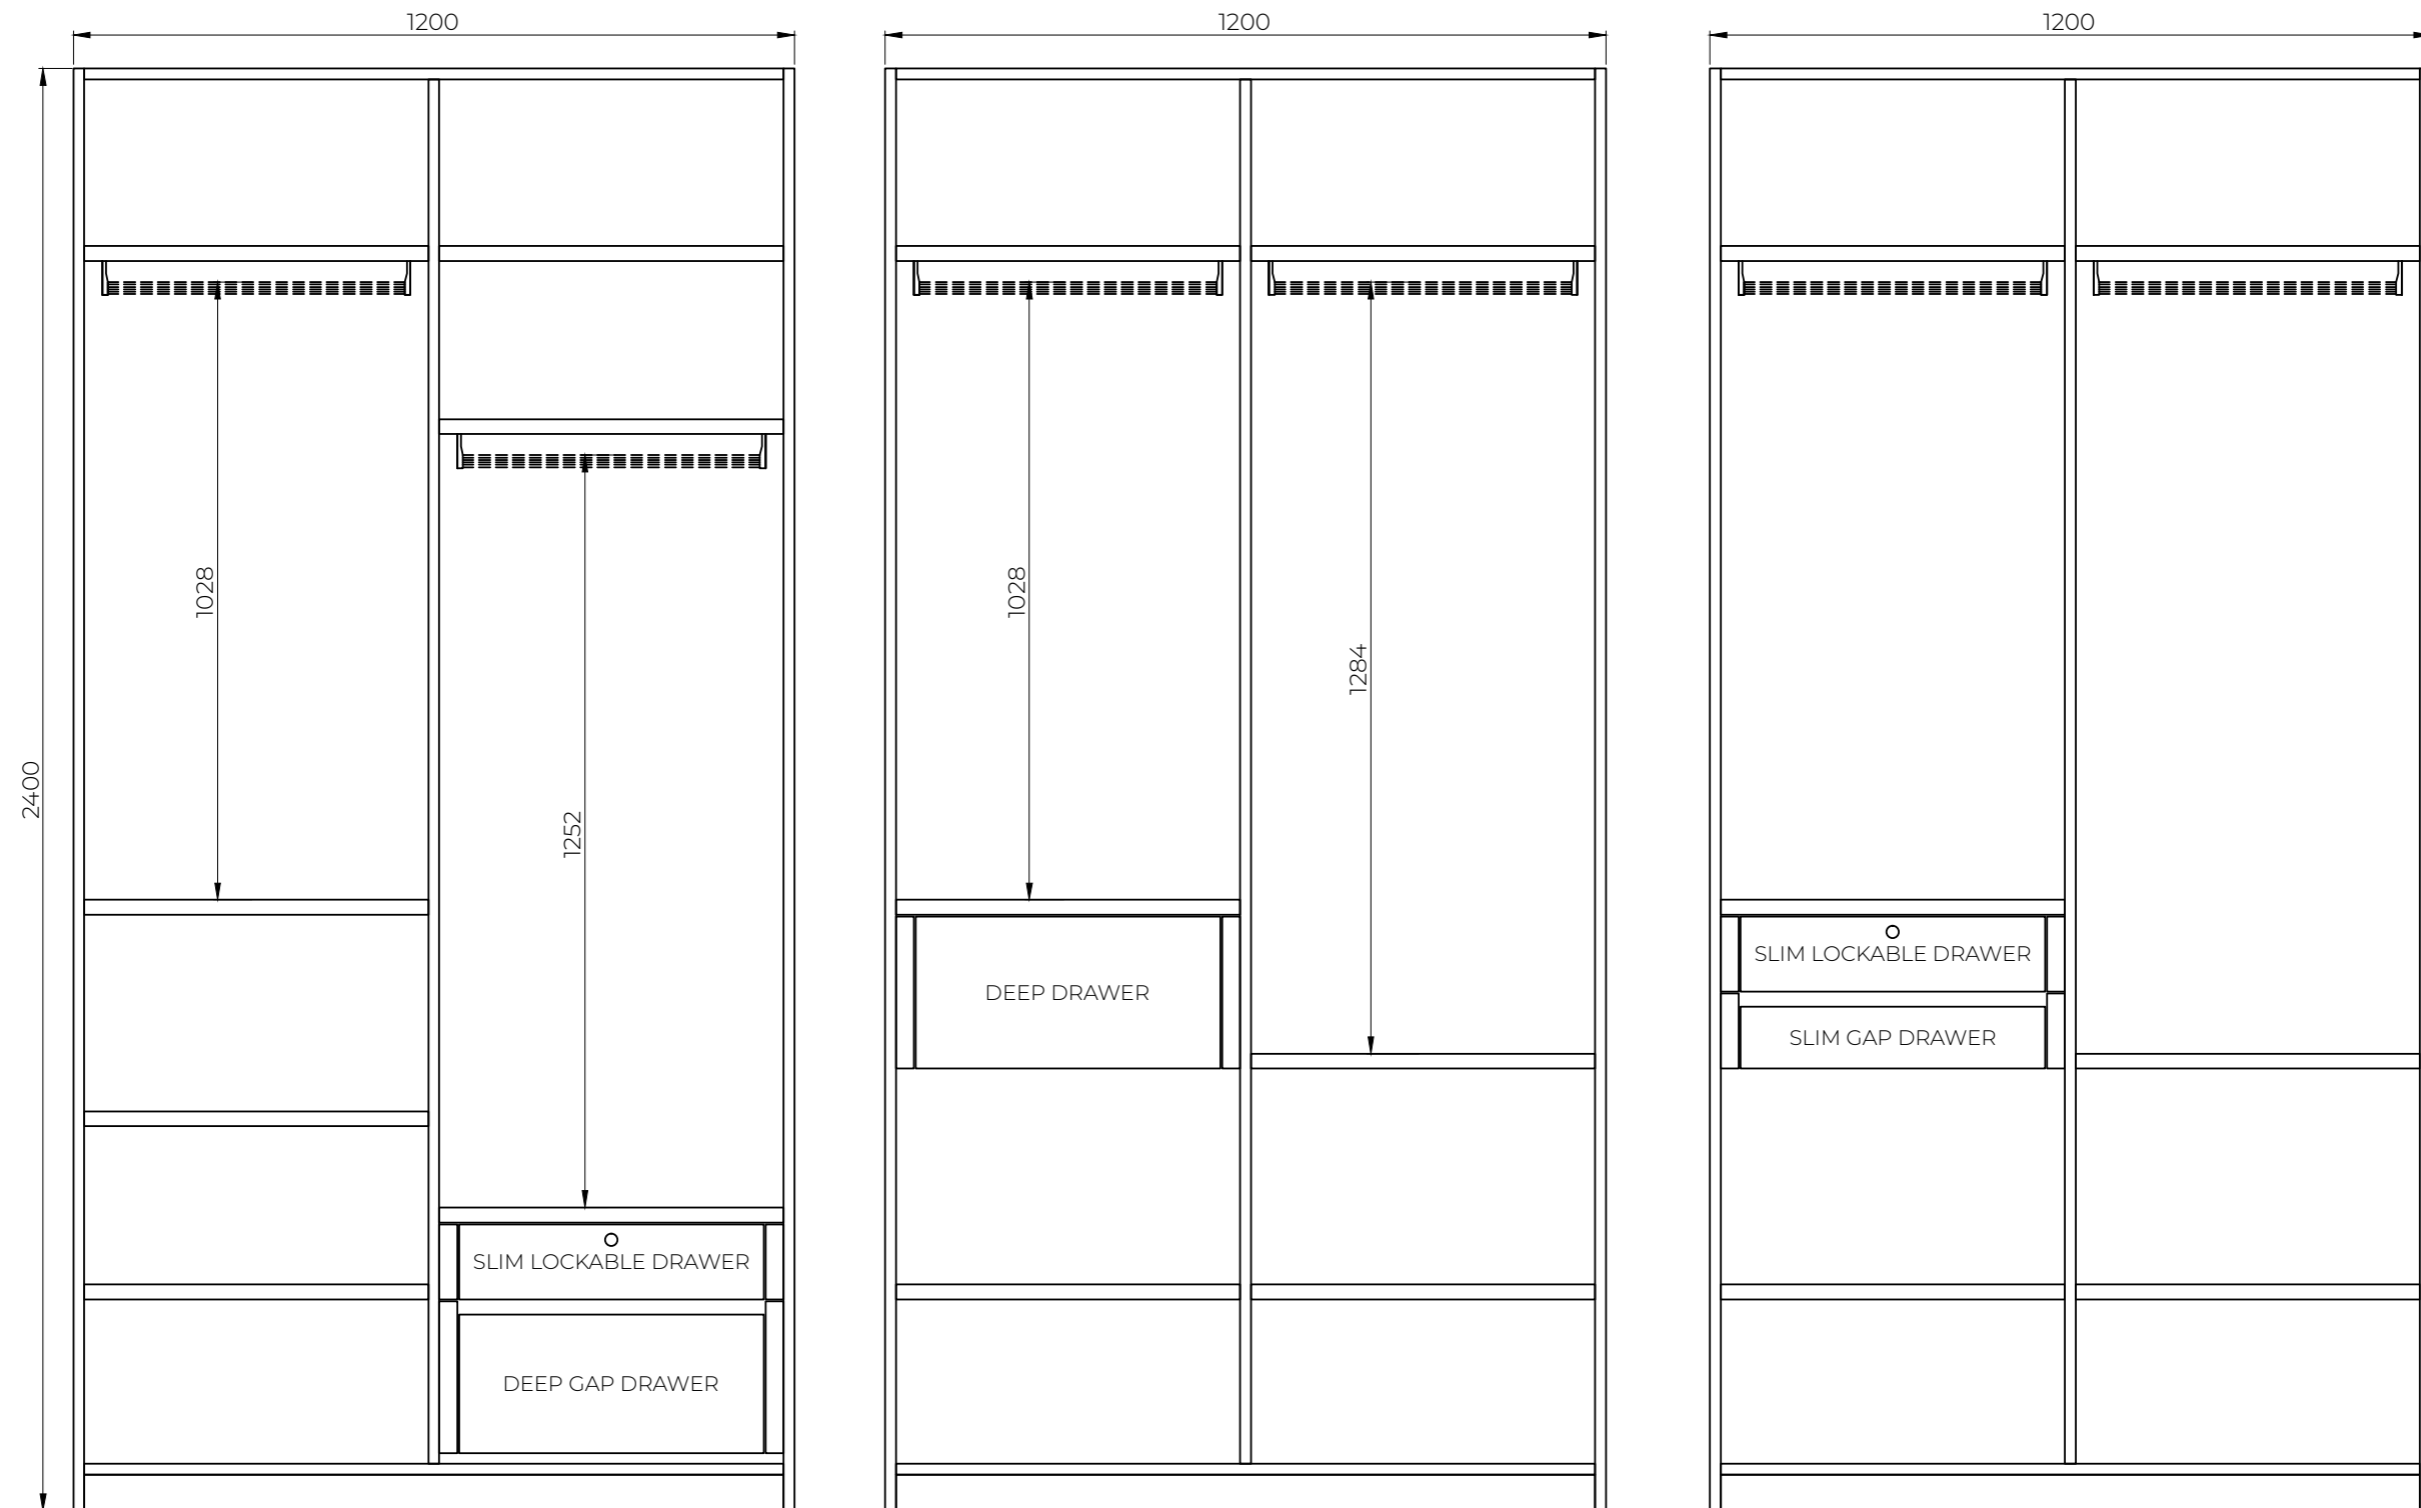 1200
1200
1200
2400
1028
1252
SLIM LOCKABLE DRAWER
DEEP GAP DRAWER
1028
1284
DEEP DRAWER
SLIM LOCKABLE DRAWER
SLIM GAP DRAWER